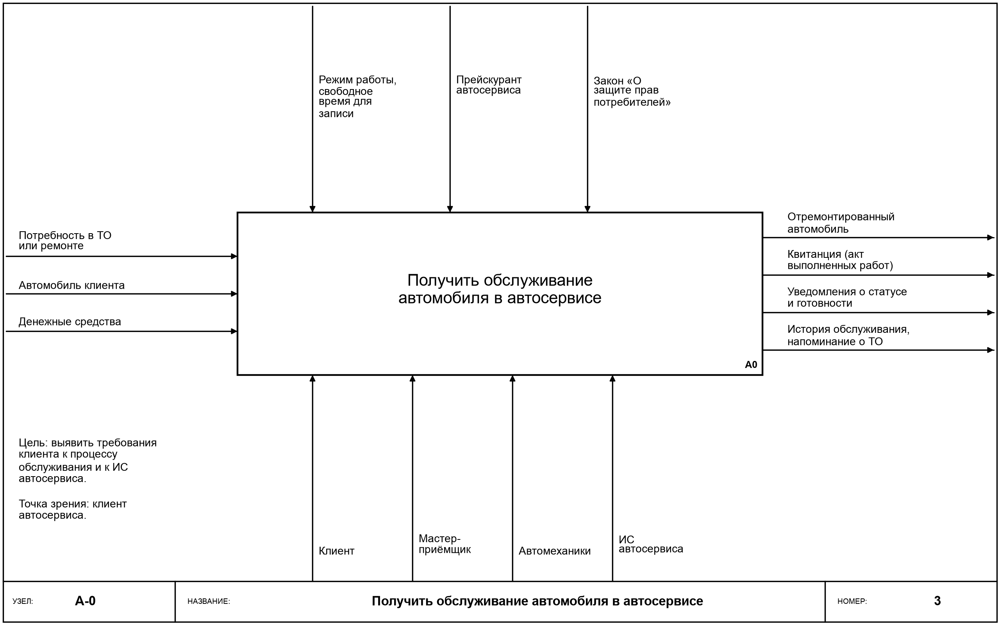 Режим работы,
свободное
время для
записи
Прейскурант
автосервиса
Закон «О
защите прав
потребителей»
Потребность в ТО
или ремонте
Автомобиль клиента
Денежные средства
Получить обслуживание
автомобиля в автосервисе
A0
Отремонтированный
автомобиль
Квитанция (акт
выполненных работ)
Уведомления о статусе
и готовности
История обслуживания,
напоминание о ТО
Цель: выявить требования
клиента к процессу
обслуживания и к ИС
автосервиса.
Точка зрения: клиент
автосервиса.
Клиент
Мастер-
приёмщик
Автомеханики
ИС
автосервиса
УЗЕЛ: A-0
НАЗВАНИЕ: Получить обслуживание автомобиля в автосервисе
НОМЕР: 3